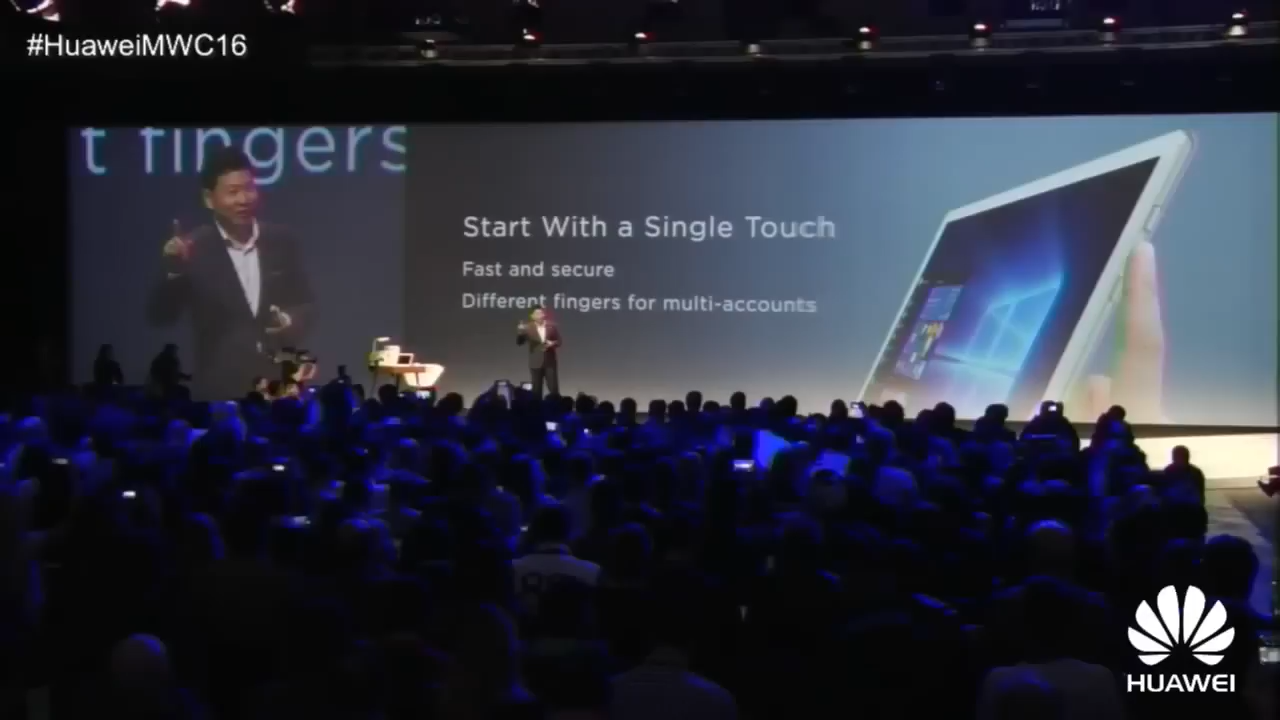 #HuaweiMWC16
t fingers
Start With a Single Touch
Fast and secure
Different fingers for multi-accounts
HUAWEI